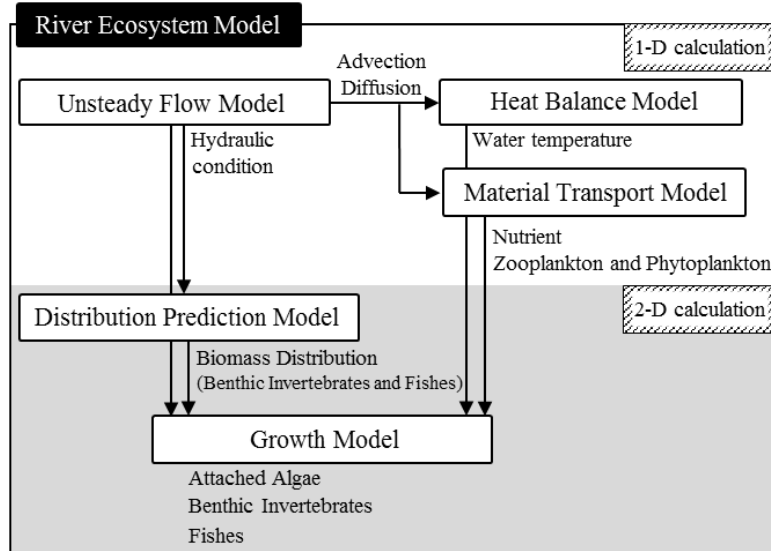 River Ecosystem Model
1-D calculation
Advection
Diffusion
Unsteady Flow Model
Heat Balance Model
Hydraulic
condition
Water temperature
Material Transport Model
Nutrient
Zooplankton and Phytoplankton
2-D calculation
Distribution Prediction Model
Biomass Distribution
(Benthic Invertebrates and Fishes)
Growth Model
Attached Algae
Benthic Invertebrates
Fishes